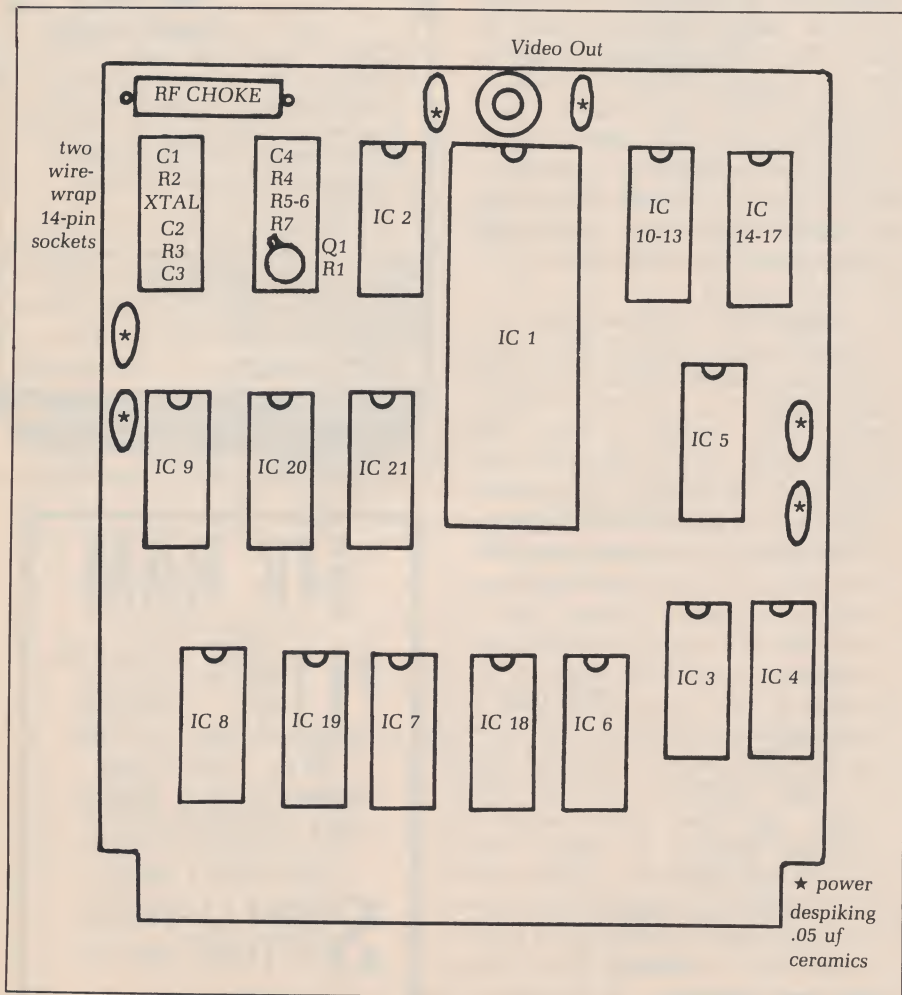 Video Out
RF CHOKE
★
★
two
wire-
wrap
14-pin
sockets
C1
R2
XTAL
C2
R3
C3
C4
R4
R5-6
R7
Q1
R1
IC 2
IC 1
IC
10-13
IC
14-17
★
★
IC 9
IC 20
IC 21
IC 5
★
★
IC 8
IC 19
IC 7
IC 18
IC 6
IC 3
IC 4
★ power
despiking
.05 uf
ceramics